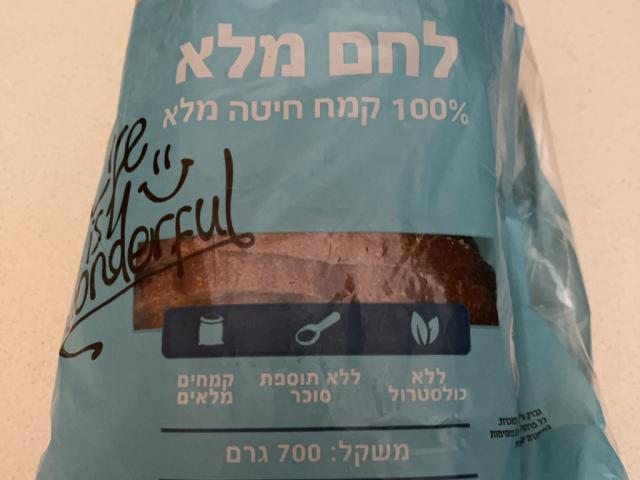 לחם מלא
100% קמח חיטה מלא
Life
is
Wonderful
ללא
כולסטרול
ללא תוספת
סוכר
קמחים
מלאים
משקל: 700 גרם